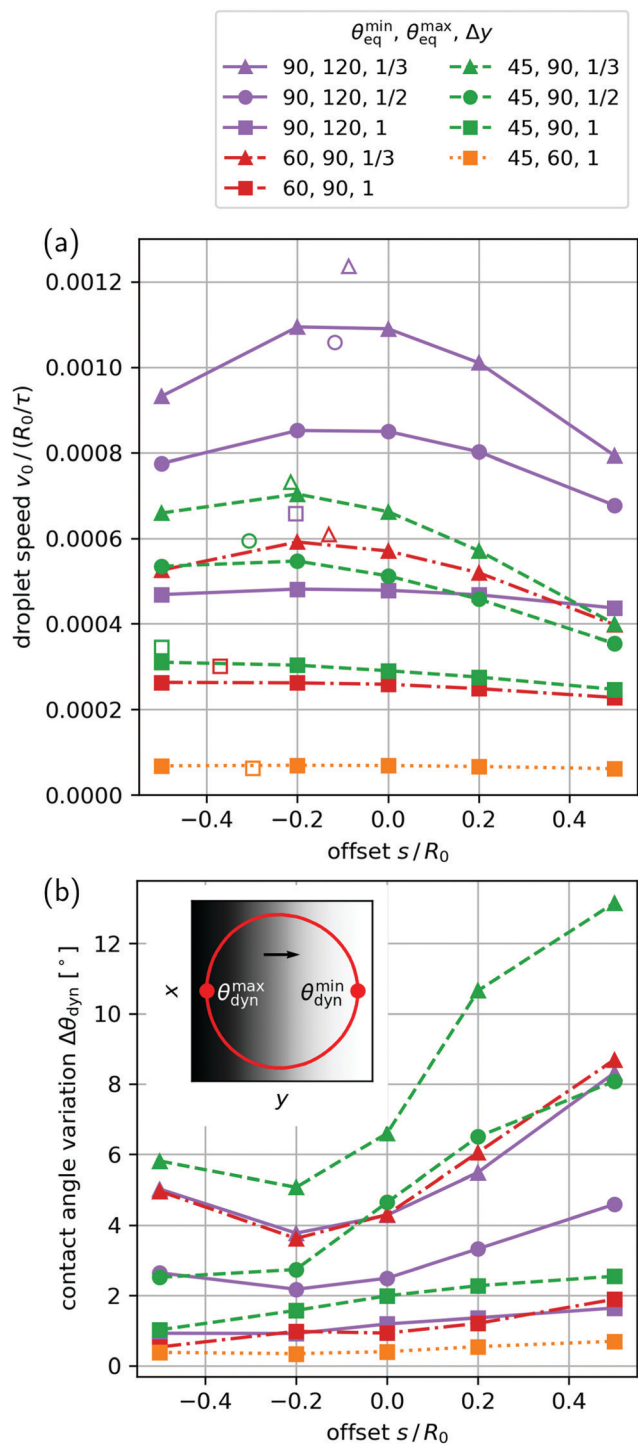 θ_eq^min, θ_eq^max, Δy
90, 120, 1/3
90, 120, 1/2
90, 120, 1
60, 90, 1/3
60, 90, 1
45, 90, 1/3
45, 90, 1/2
45, 90, 1
45, 60, 1
(a)
droplet speed v₀ / (R₀/τ)
0.0012
0.0010
0.0008
0.0006
0.0004
0.0002
0.0000
−0.4 −0.2 0.0 0.2 0.4
offset s / R₀
(b)
contact angle variation Δθ_dyn [°]
12
10
8
6
4
2
0
x
θ_dyn^max θ_dyn^min
y
−0.4 −0.2 0.0 0.2 0.4
offset s / R₀